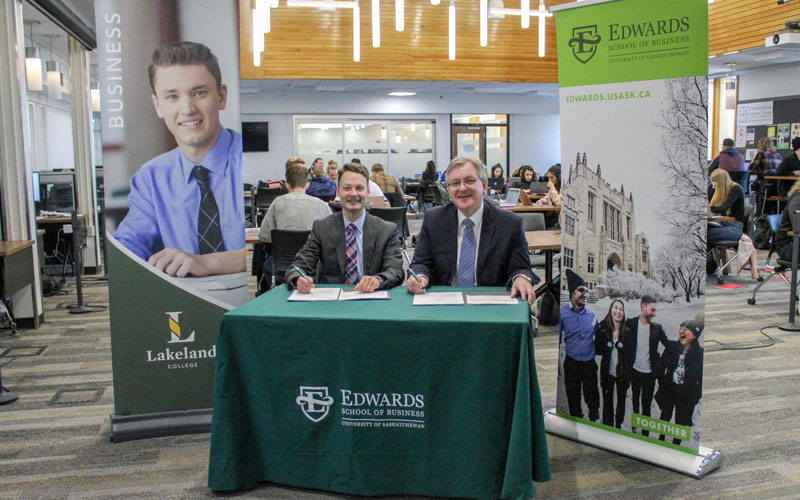 BUSINESS
Lakeland
COLLEGE
EDWARDS
SCHOOL OF BUSINESS
UNIVERSITY OF SASKATCHEWAN
EDWARDS
SCHOOL OF BUSINESS
UNIVERSITY OF SASKATCHEWAN
EDWARDS.USASK.CA
TOGETHER